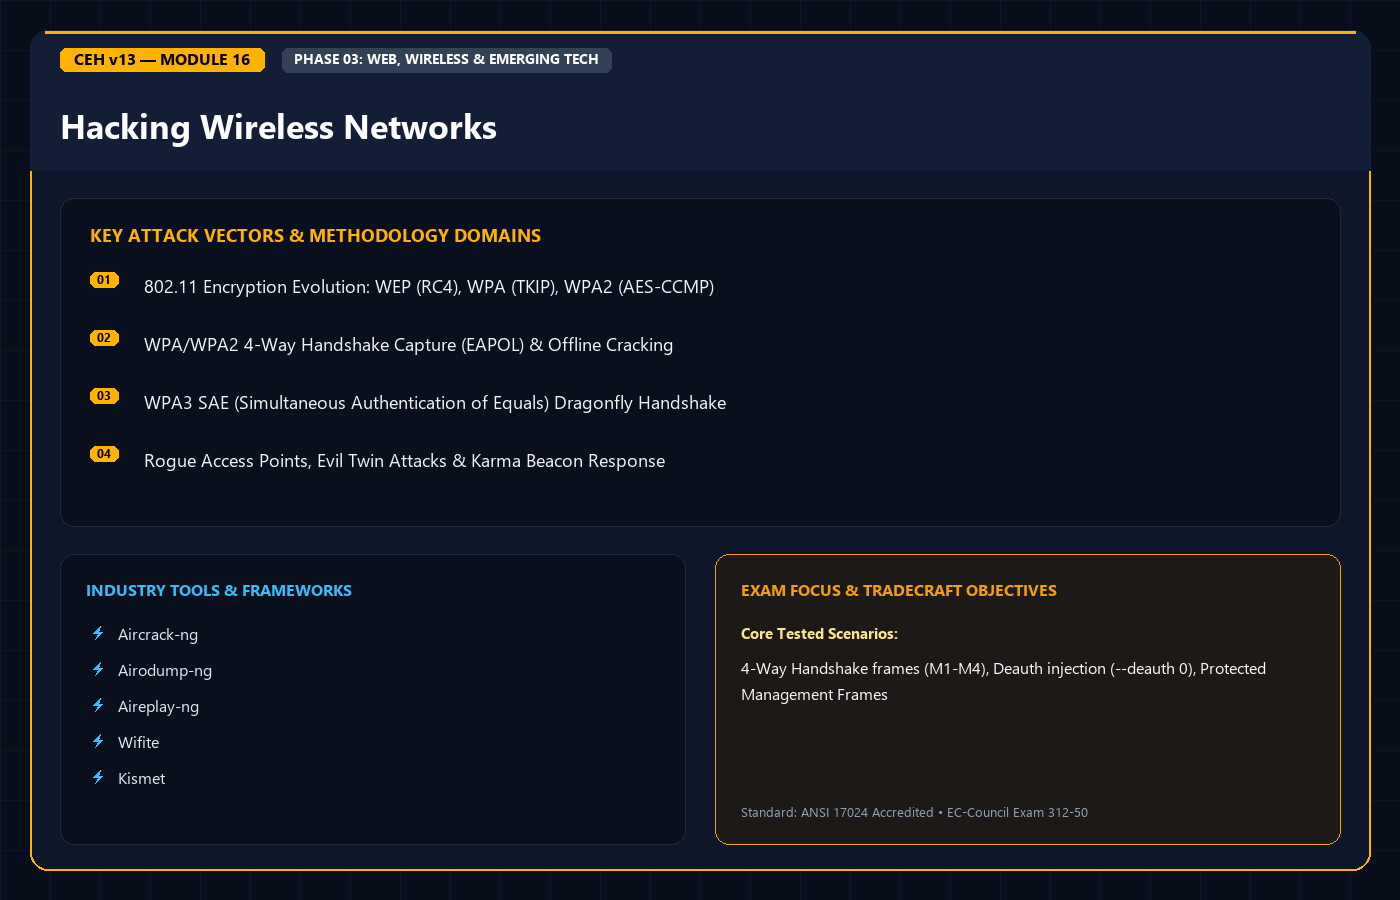 CEH v13 — MODULE 16
PHASE 03: WEB, WIRELESS & EMERGING TECH
Hacking Wireless Networks
KEY ATTACK VECTORS & METHODOLOGY DOMAINS
01 802.11 Encryption Evolution: WEP (RC4), WPA (TKIP), WPA2 (AES-CCMP)
02 WPA/WPA2 4-Way Handshake Capture (EAPOL) & Offline Cracking
03 WPA3 SAE (Simultaneous Authentication of Equals) Dragonfly Handshake
04 Rogue Access Points, Evil Twin Attacks & Karma Beacon Response
INDUSTRY TOOLS & FRAMEWORKS
Aircrack-ng
Airodump-ng
Aireplay-ng
Wifite
Kismet
EXAM FOCUS & TRADECRAFT OBJECTIVES
Core Tested Scenarios:
4-Way Handshake frames (M1-M4), Deauth injection (--deauth 0), Protected
Management Frames
Standard: ANSI 17024 Accredited • EC-Council Exam 312-50